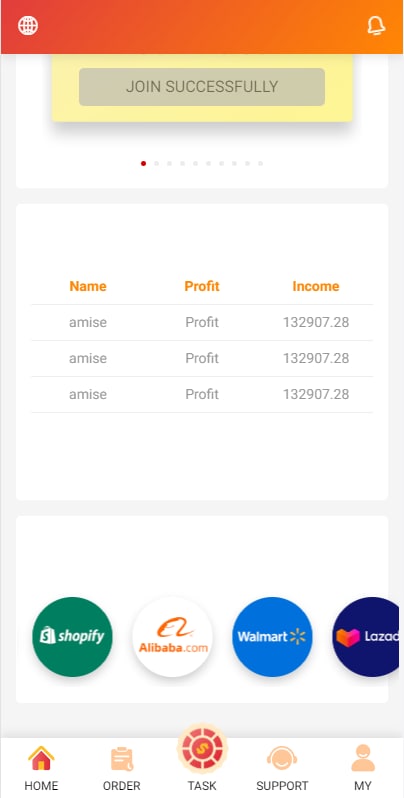 JOIN SUCCESSFULLY
Name Profit Income
amise Profit 132907.28
amise Profit 132907.28
amise Profit 132907.28
shopify Alibaba.com Walmart Lazad
HOME ORDER TASK SUPPORT MY